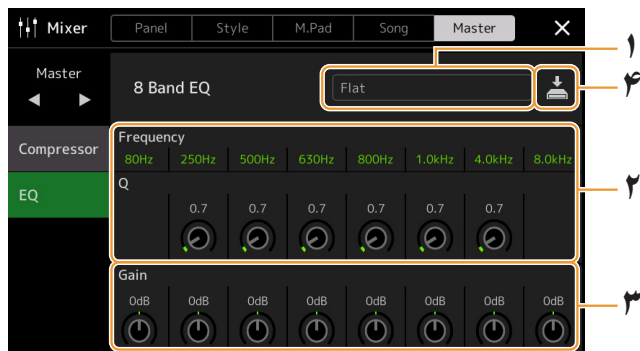 Mixer Panel Style M.Pad Song Master ×
۱
Master
8 Band EQ Flat
۴
Compressor
EQ
Frequency
80Hz 250Hz 500Hz 630Hz 800Hz 1.0kHz 4.0kHz 8.0kHz
Q
۲
0.7 0.7 0.7 0.7 0.7 0.7
Gain
۳
0dB 0dB 0dB 0dB 0dB 0dB 0dB 0dB